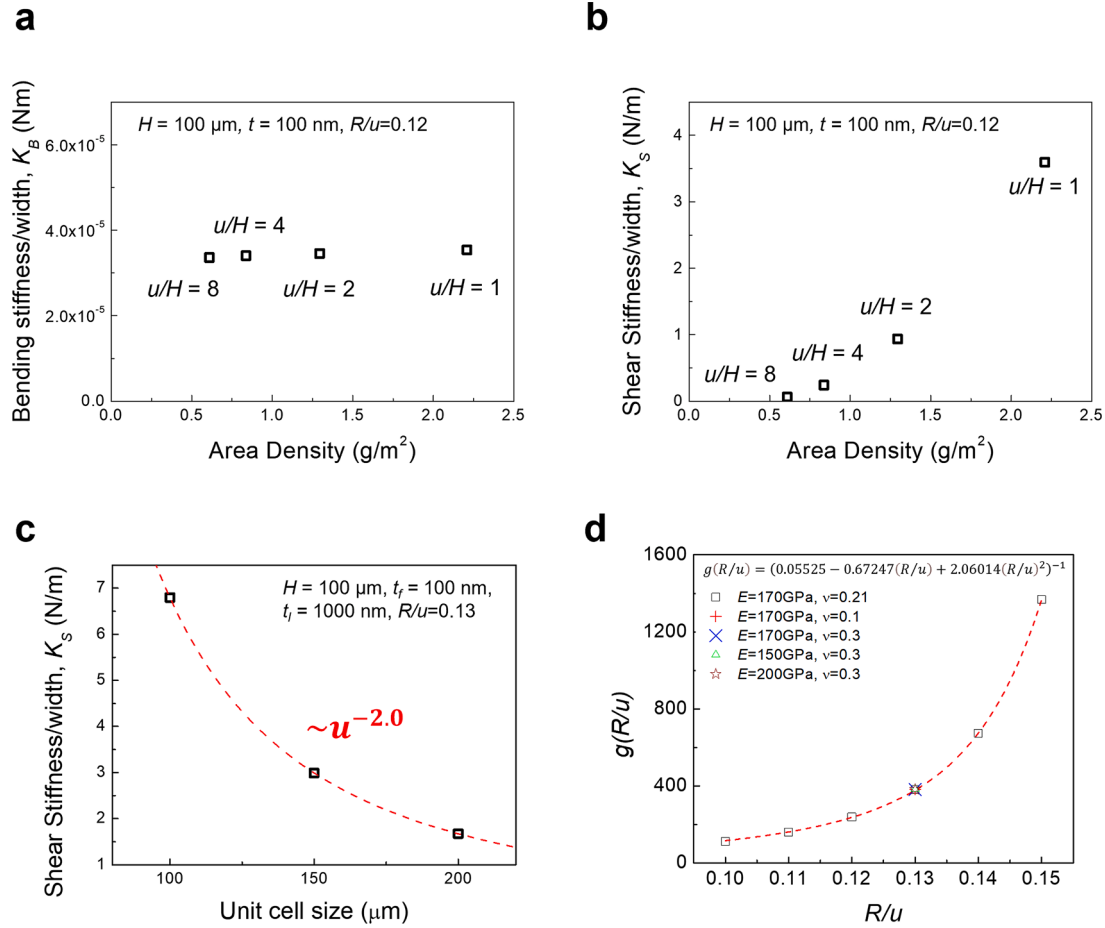 a
Bending stiffness/width, K_B (Nm)
H = 100 μm, t = 100 nm, R/u=0.12
6.0x10^-5
4.0x10^-5
2.0x10^-5
0.0
u/H = 4
u/H = 8
u/H = 2
u/H = 1
0.0 0.5 1.0 1.5 2.0 2.5
Area Density (g/m²)
b
Shear Stiffness/width, K_S (N/m)
H = 100 μm, t = 100 nm, R/u=0.12
4
3
2
1
0
u/H = 1
u/H = 2
u/H = 4
u/H = 8
0.0 0.5 1.0 1.5 2.0 2.5
Area Density (g/m²)
c
Shear Stiffness/width, K_S (N/m)
H = 100 μm, t_f = 100 nm,
t_l = 1000 nm, R/u=0.13
7
6
5
4
3
2
1
~u^−2.0
100 150 200
Unit cell size (μm)
d
g(R/u)
g(R/u) = (0.05525 − 0.67247(R/u) + 2.06014(R/u)²)^−1
E=170GPa, ν=0.21
E=170GPa, ν=0.1
E=170GPa, ν=0.3
E=150GPa, ν=0.3
E=200GPa, ν=0.3
1600
1200
800
400
0
0.10 0.11 0.12 0.13 0.14 0.15
R/u